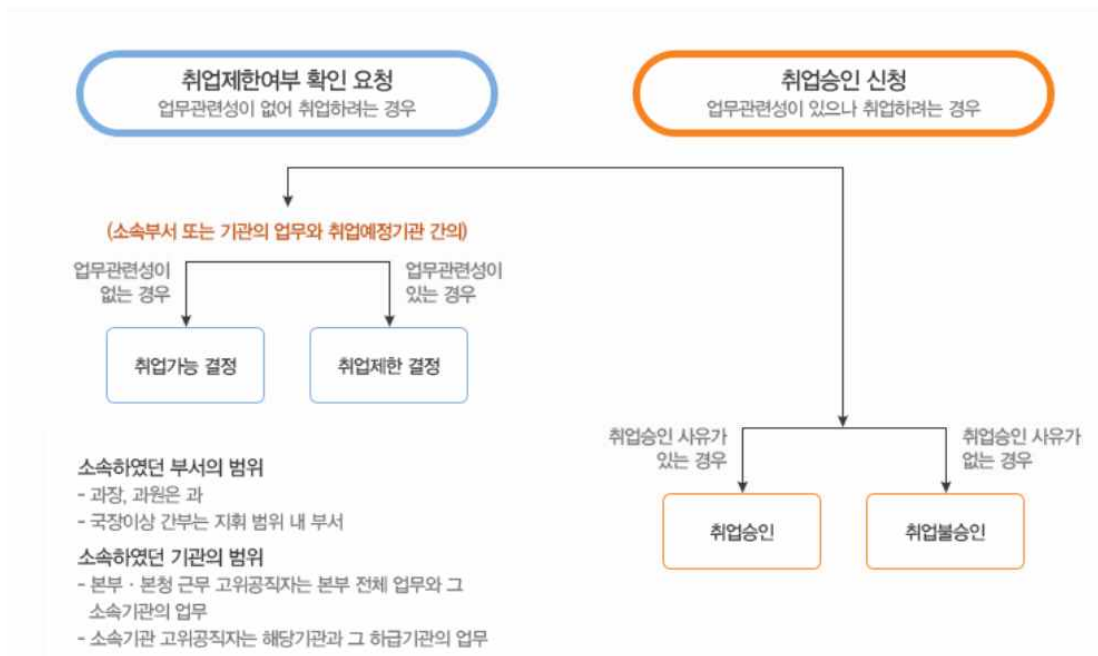 취업제한여부 확인 요청
업무관련성이 없어 취업하려는 경우
취업승인 신청
업무관련성이 있으나 취업하려는 경우
(소속부서 또는 기관의 업무와 취업예정기관 간의)
업무관련성이
없는 경우
업무관련성이
있는 경우
취업가능 결정
취업제한 결정
취업승인 사유가
있는 경우
취업승인 사유가
없는 경우
취업승인
취업불승인
소속하였던 부서의 범위
- 과장, 과원은 과
- 국장이상 간부는 지휘 범위 내 부서
소속하였던 기관의 범위
- 본부 · 본청 근무 고위공직자는 본부 전체 업무와 그
소속기관의 업무
- 소속기관 고위공직자는 해당기관과 그 하급기관의 업무